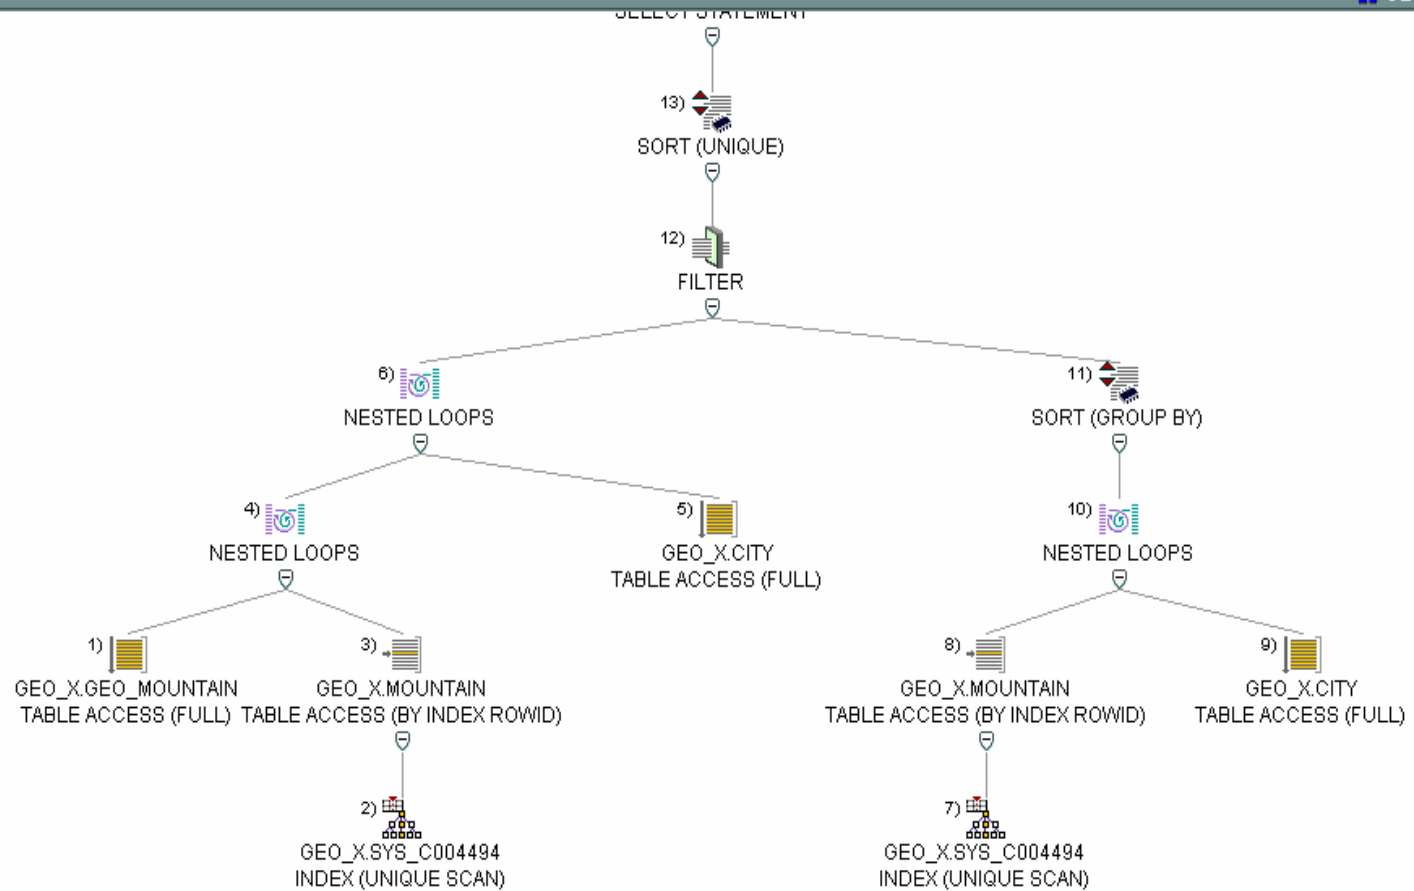 SELECT STATEMENT
13)
SORT (UNIQUE)
12)
FILTER
6)
NESTED LOOPS
11)
SORT (GROUP BY)
4)
NESTED LOOPS
5)
GEO_X.CITY
TABLE ACCESS (FULL)
10)
NESTED LOOPS
1)
GEO_X.GEO_MOUNTAIN
TABLE ACCESS (FULL)
3)
GEO_X.MOUNTAIN
TABLE ACCESS (BY INDEX ROWID)
8)
GEO_X.MOUNTAIN
TABLE ACCESS (BY INDEX ROWID)
9)
GEO_X.CITY
TABLE ACCESS (FULL)
2)
GEO_X.SYS_C004494
INDEX (UNIQUE SCAN)
7)
GEO_X.SYS_C004494
INDEX (UNIQUE SCAN)